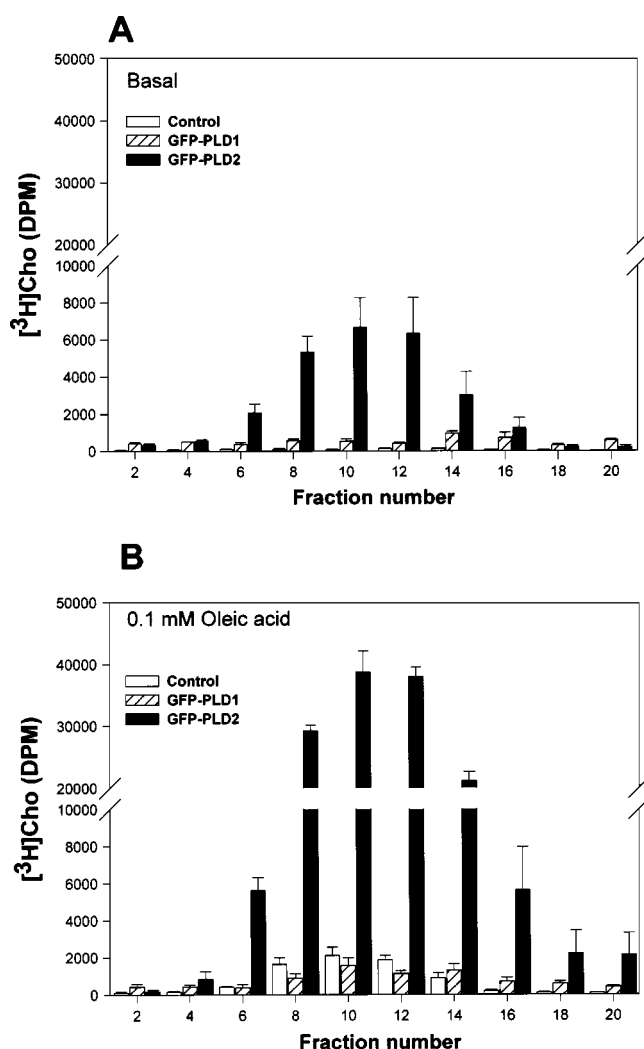 A
Basal
Control
GFP-PLD1
GFP-PLD2
50000
40000
30000
20000
10000
8000
6000
4000
2000
0
[³H]Cho (DPM)
2 4 6 8 10 12 14 16 18 20
Fraction number
B
0.1 mM Oleic acid
Control
GFP-PLD1
GFP-PLD2
50000
40000
30000
20000
10000
8000
6000
4000
2000
0
[³H]Cho (DPM)
2 4 6 8 10 12 14 16 18 20
Fraction number